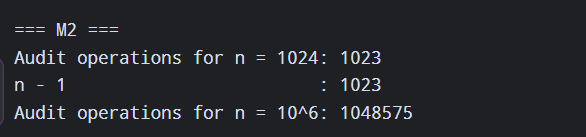 === M2 ===
Audit operations for n = 1024: 1023
n - 1                        : 1023
Audit operations for n = 10^6: 1048575